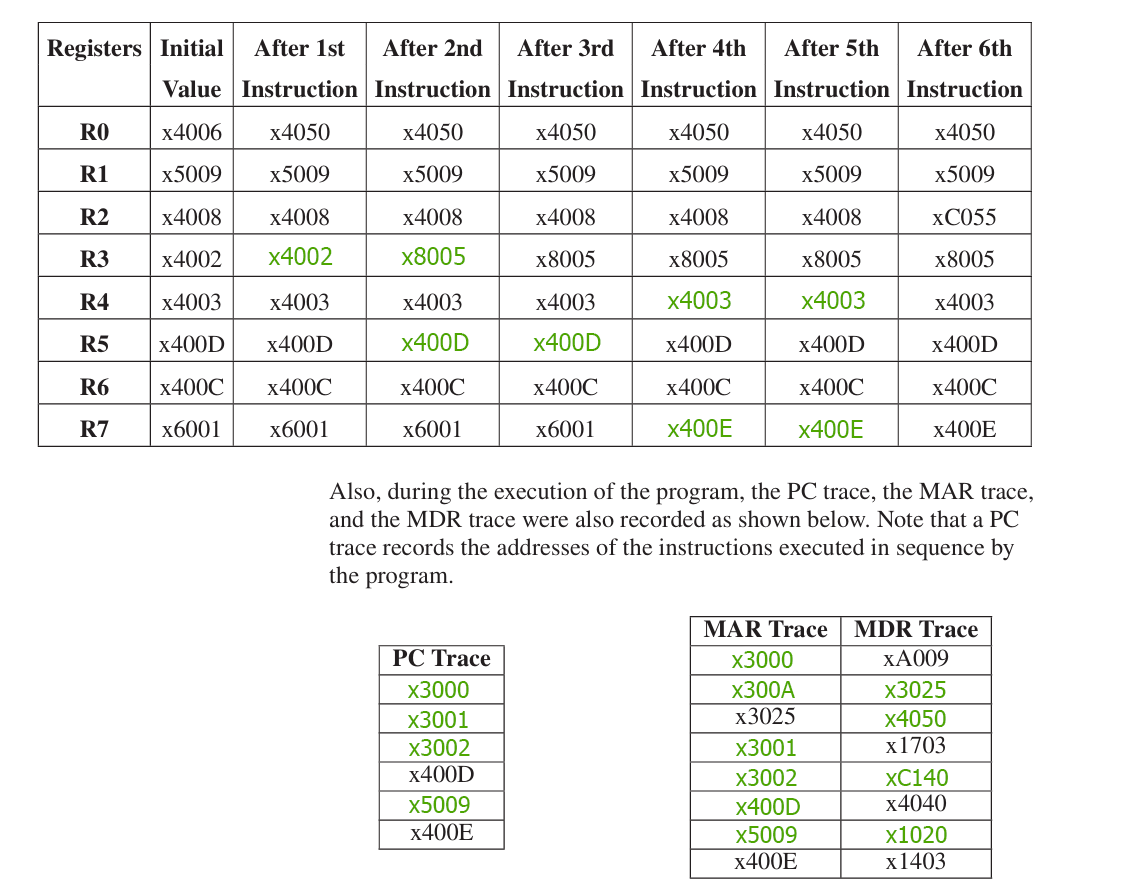 Registers Initial Value After 1st Instruction After 2nd Instruction After 3rd Instruction After 4th Instruction After 5th Instruction After 6th Instruction
R0 x4006 x4050 x4050 x4050 x4050 x4050 x4050
R1 x5009 x5009 x5009 x5009 x5009 x5009 x5009
R2 x4008 x4008 x4008 x4008 x4008 x4008 xC055
R3 x4002 x4002 x8005 x8005 x8005 x8005 x8005
R4 x4003 x4003 x4003 x4003 x4003 x4003 x4003
R5 x400D x400D x400D x400D x400D x400D x400D
R6 x400C x400C x400C x400C x400C x400C x400C
R7 x6001 x6001 x6001 x6001 x400E x400E x400E
Also, during the execution of the program, the PC trace, the MAR trace,
and the MDR trace were also recorded as shown below. Note that a PC
trace records the addresses of the instructions executed in sequence by
the program.
PC Trace
x3000
x3001
x3002
x400D
x5009
x400E
MAR Trace MDR Trace
x3000 xA009
x300A x3025
x3025 x4050
x3001 x1703
x3002 xC140
x400D x4040
x5009 x1020
x400E x1403